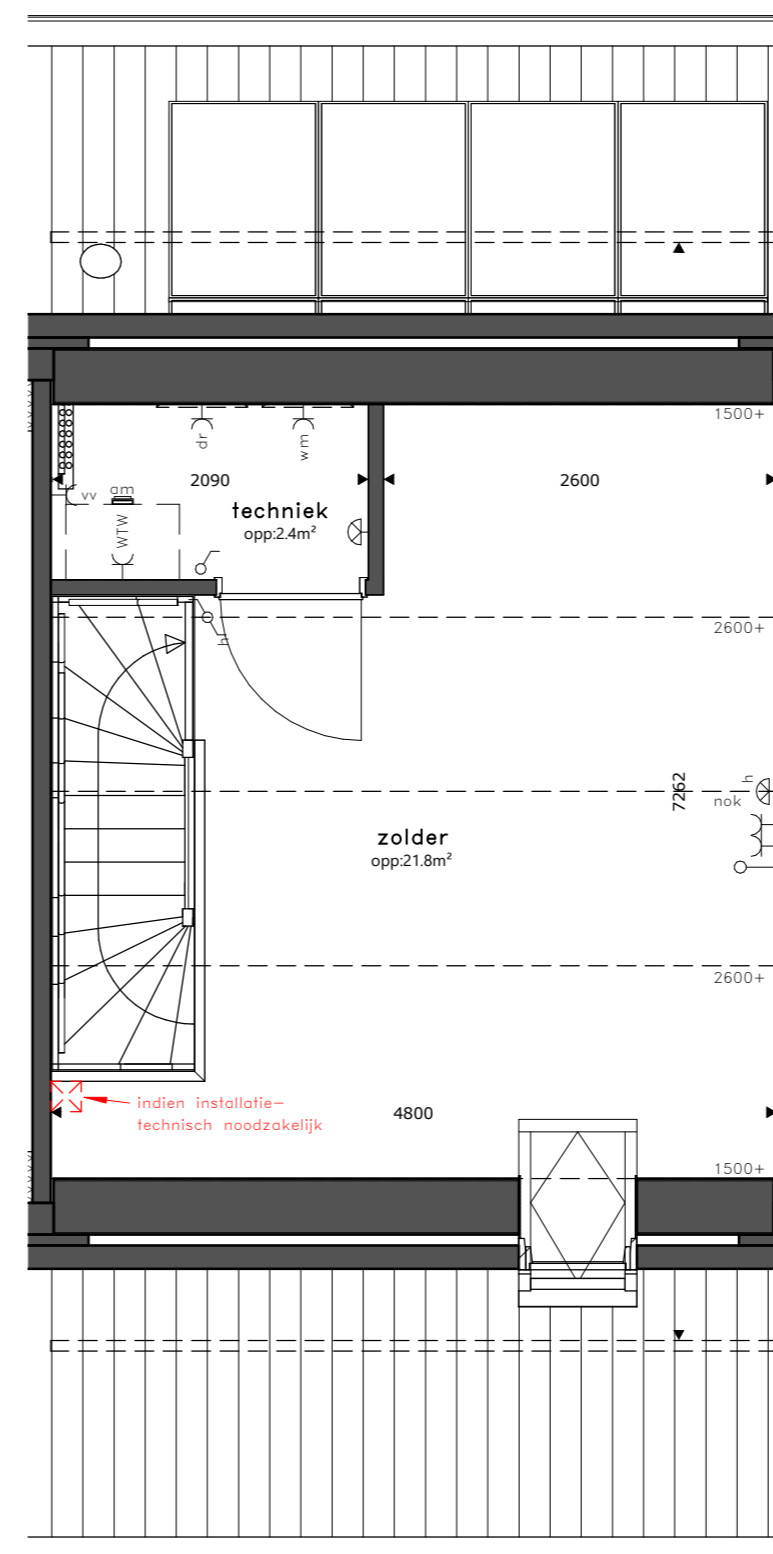 1500+
dr
wm
2090
2600
vv
am
WTW
techniek
opp:2.4m²
h
2600+
7262
h
nok
zolder
opp:21.8m²
2600+
indien installatie-
technisch noodzakelijk
4800
1500+